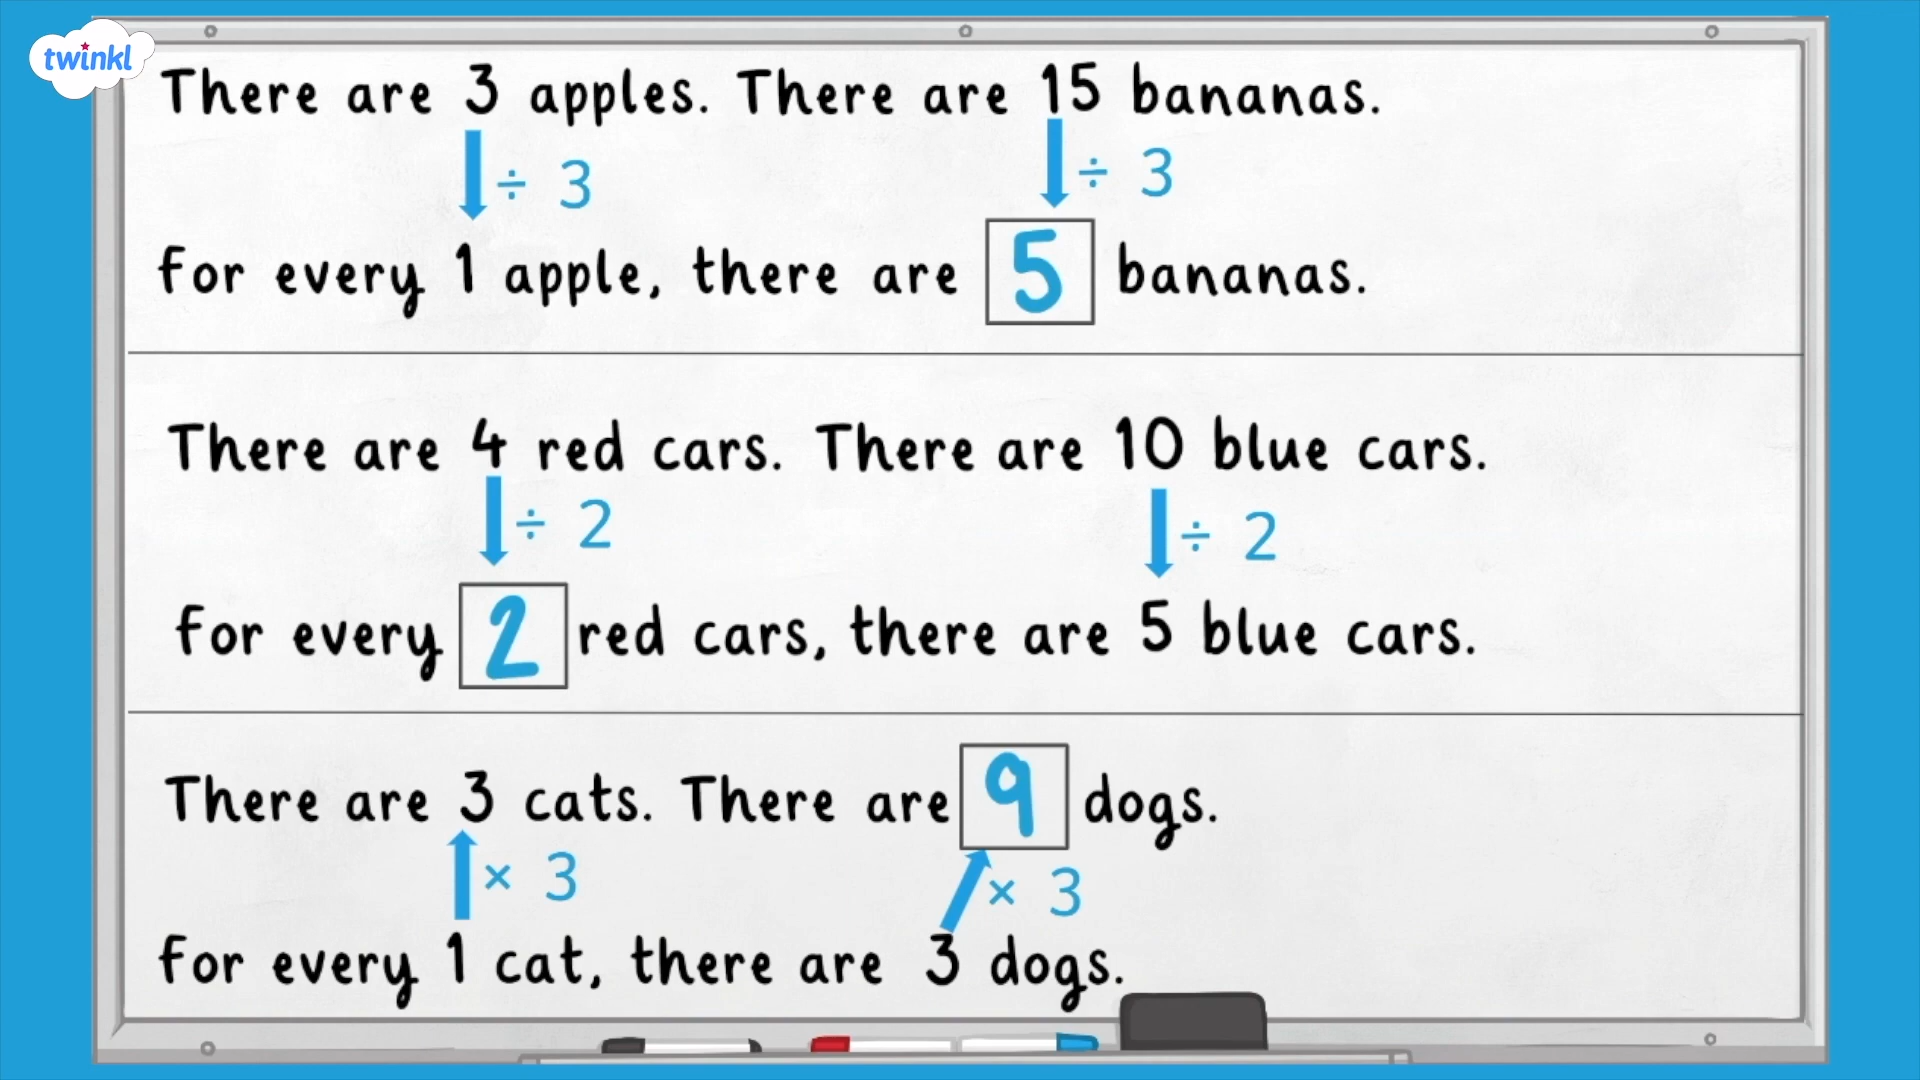 twinkl
There are 3 apples. There are 15 bananas.
÷ 3 ÷ 3
for every 1 apple, there are 5 bananas.
There are 4 red cars. There are 10 blue cars.
÷ 2 ÷ 2
for every 2 red cars, there are 5 blue cars.
There are 3 cats. There are 9 dogs.
× 3 × 3
for every 1 cat, there are 3 dogs.